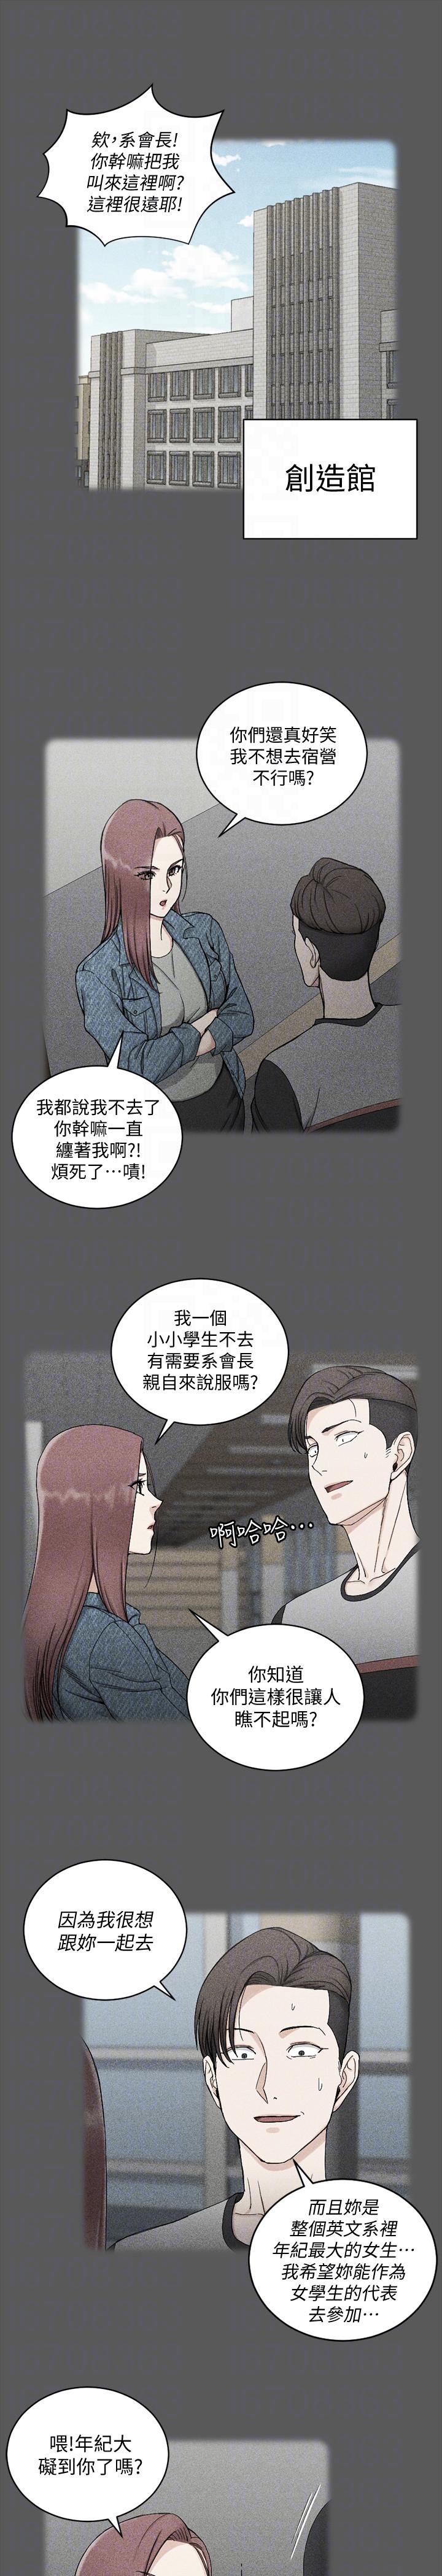 欸，系會長！
你幹嘛把我
叫來這裡啊？
這裡很遠耶！
創造館
你們還真好笑
我不想去宿營
不行嗎？
我都說我不去了
你幹嘛一直
纏著我啊？！
煩死了⋯嘖！
我一個
小小學生不去
有需要系會長
親自來說服嗎？
啊哈哈⋯
你知道
你們這樣很讓人
瞧不起嗎？
因為我很想
跟妳一起去
而且妳是
整個英文系裡
年紀最大的女生⋯
我希望妳能作為
女學生的代表
去參加⋯
喂！年紀大
礙到你了嗎？